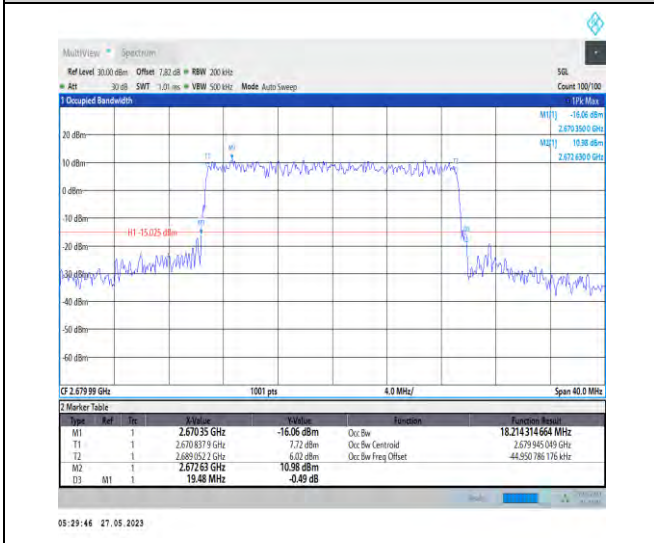 MultiView Spectrum
Ref Level 30.00 dBm Offset 7.82 dB RBW 200 kHz SGL
Att 30 dB SWT 1.01 ms VBW 500 kHz Mode Auto Sweep Count 100/100
1 Occupied Bandwidth 1Pk Max
M1[1] -16.06 dBm
2.670 350 0 GHz
M2[1] 10.98 dBm
2.672 630 0 GHz
20 dBm
10 dBm
0 dBm
-10 dBm
H1 -15.025 dBm
-20 dBm
-30 dBm
-40 dBm
-50 dBm
-60 dBm
CF 2.679 99 GHz 1001 pts 4.0 MHz/ Span 40.0 MHz
2 Marker Table
Type Ref Trc X-Value Y-Value Function Function Result
M1 1 2.670 35 GHz -16.06 dBm Occ Bw 18.214 314 664 MHz
T1 1 2.670 837 9 GHz 7.72 dBm Occ Bw Centroid 2.679 945 049 GHz
T2 1 2.689 052 2 GHz 6.02 dBm Occ Bw Freq Offset -44.950 786 176 kHz
M2 1 2.672 63 GHz 10.98 dBm
D3 M1 1 19.48 MHz -0.49 dB
05:29:46 27.05.2023